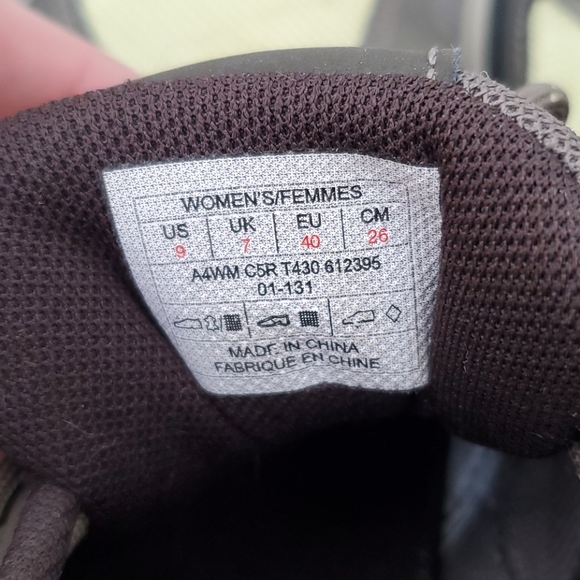 WOMEN'S/FEMMES
US UK EU CM
9 7 40 26
A4WM C5R T430 612395
01-131
MADE IN CHINA
FABRIQUE EN CHINE